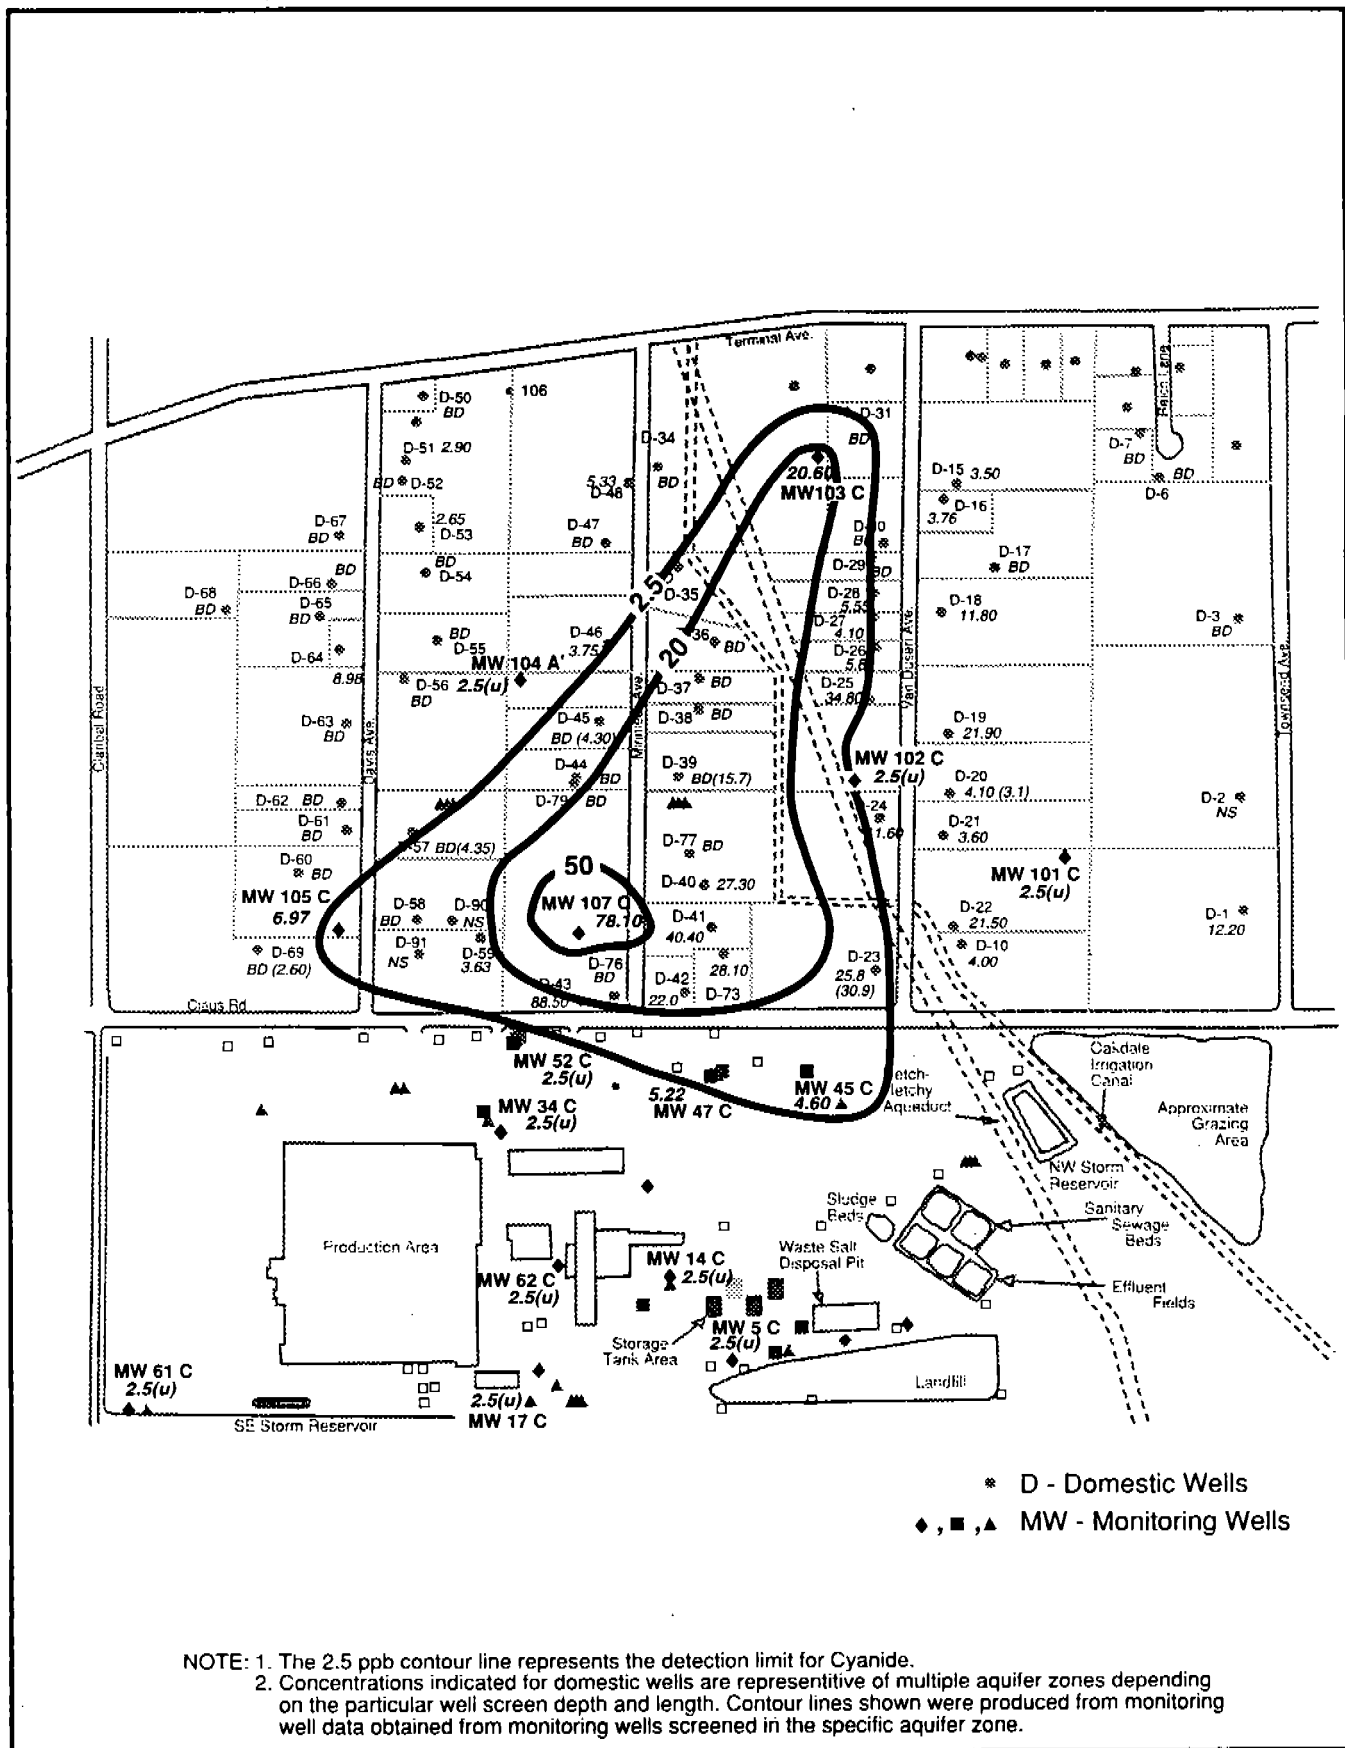 Terminal Ave.
D-50
BD
106
D-31
BD
D-51 2.90
D-34
BD
D-7
BD
BD D-52
5.33
D-48
20.60
MW103 C
D-15 3.50
BD
D-6
D-16
3.76
D-67
BD
2.65
D-53
D-47
BD
D-17
BD
BD
D-54
D-29
BD
D-66
BD
D-68
BD
D-65
BD
2.5
D-35
D-28
5.55
D-18
11.80
D-3
BD
D-27
4.10
BD
D-55
D-46
3.75
BD
D-26
5.8
D-64
8.98
MW 104 A'
2.5(u)
20
D-56
BD
D-37
BD
D-25
34.80
Claribel Road
Davis Ave.
Van Dusen Ave.
Townsend Ave.
D-63
BD
D-45
BD (4.30)
D-38
BD
D-19
21.90
D-44
BD
D-39
BD(15.7)
MW 102 C
2.5(u)
D-20
4.10 (3.1)
D-2
NS
D-62 BD
D-79 BD
D-61
BD
BD(4.35)
D-77
BD
D-21
3.60
D-60
BD
50
D-40 27.30
MW 101 C
2.5(u)
MW 105 C
6.97
D-58
BD
D-90
NS
MW 107 C
78.10
D-41
40.40
D-22
21.50
D-1
12.20
D-69
BD (2.60)
D-91
NS
D-59
3.63
D-76
BD
28.10
D-10
4.00
D-23
25.8
(30.9)
D-43
88.50
D-42
22.0
D-73
Claus Rd.
MW 52 C
2.5(u)
5.22
MW 47 C
MW 45 C
4.60
Aqueduct
Oakdale
Irrigation
Canal
Approximate
Grazing
Area
MW 34 C
2.5(u)
NW Storm
Reservoir
Production Area
Sludge
Beds
Sanitary
Sewage
Beds
Waste Salt
Disposal Pit
MW 14 C
2.5(u)
MW 62 C
2.5(u)
Effluent
Fields
Storage
Tank Area
MW 5 C
2.5(u)
MW 61 C
2.5(u)
Landfill
2.5(u)
MW 17 C
SE Storm Reservoir
D - Domestic Wells
MW - Monitoring Wells
NOTE: 1. The 2.5 ppb contour line represents the detection limit for Cyanide.
2. Concentrations indicated for domestic wells are representitive of multiple aquifer zones depending
on the particular well screen depth and length. Contour lines shown were produced from monitoring
well data obtained from monitoring wells screened in the specific aquifer zone.